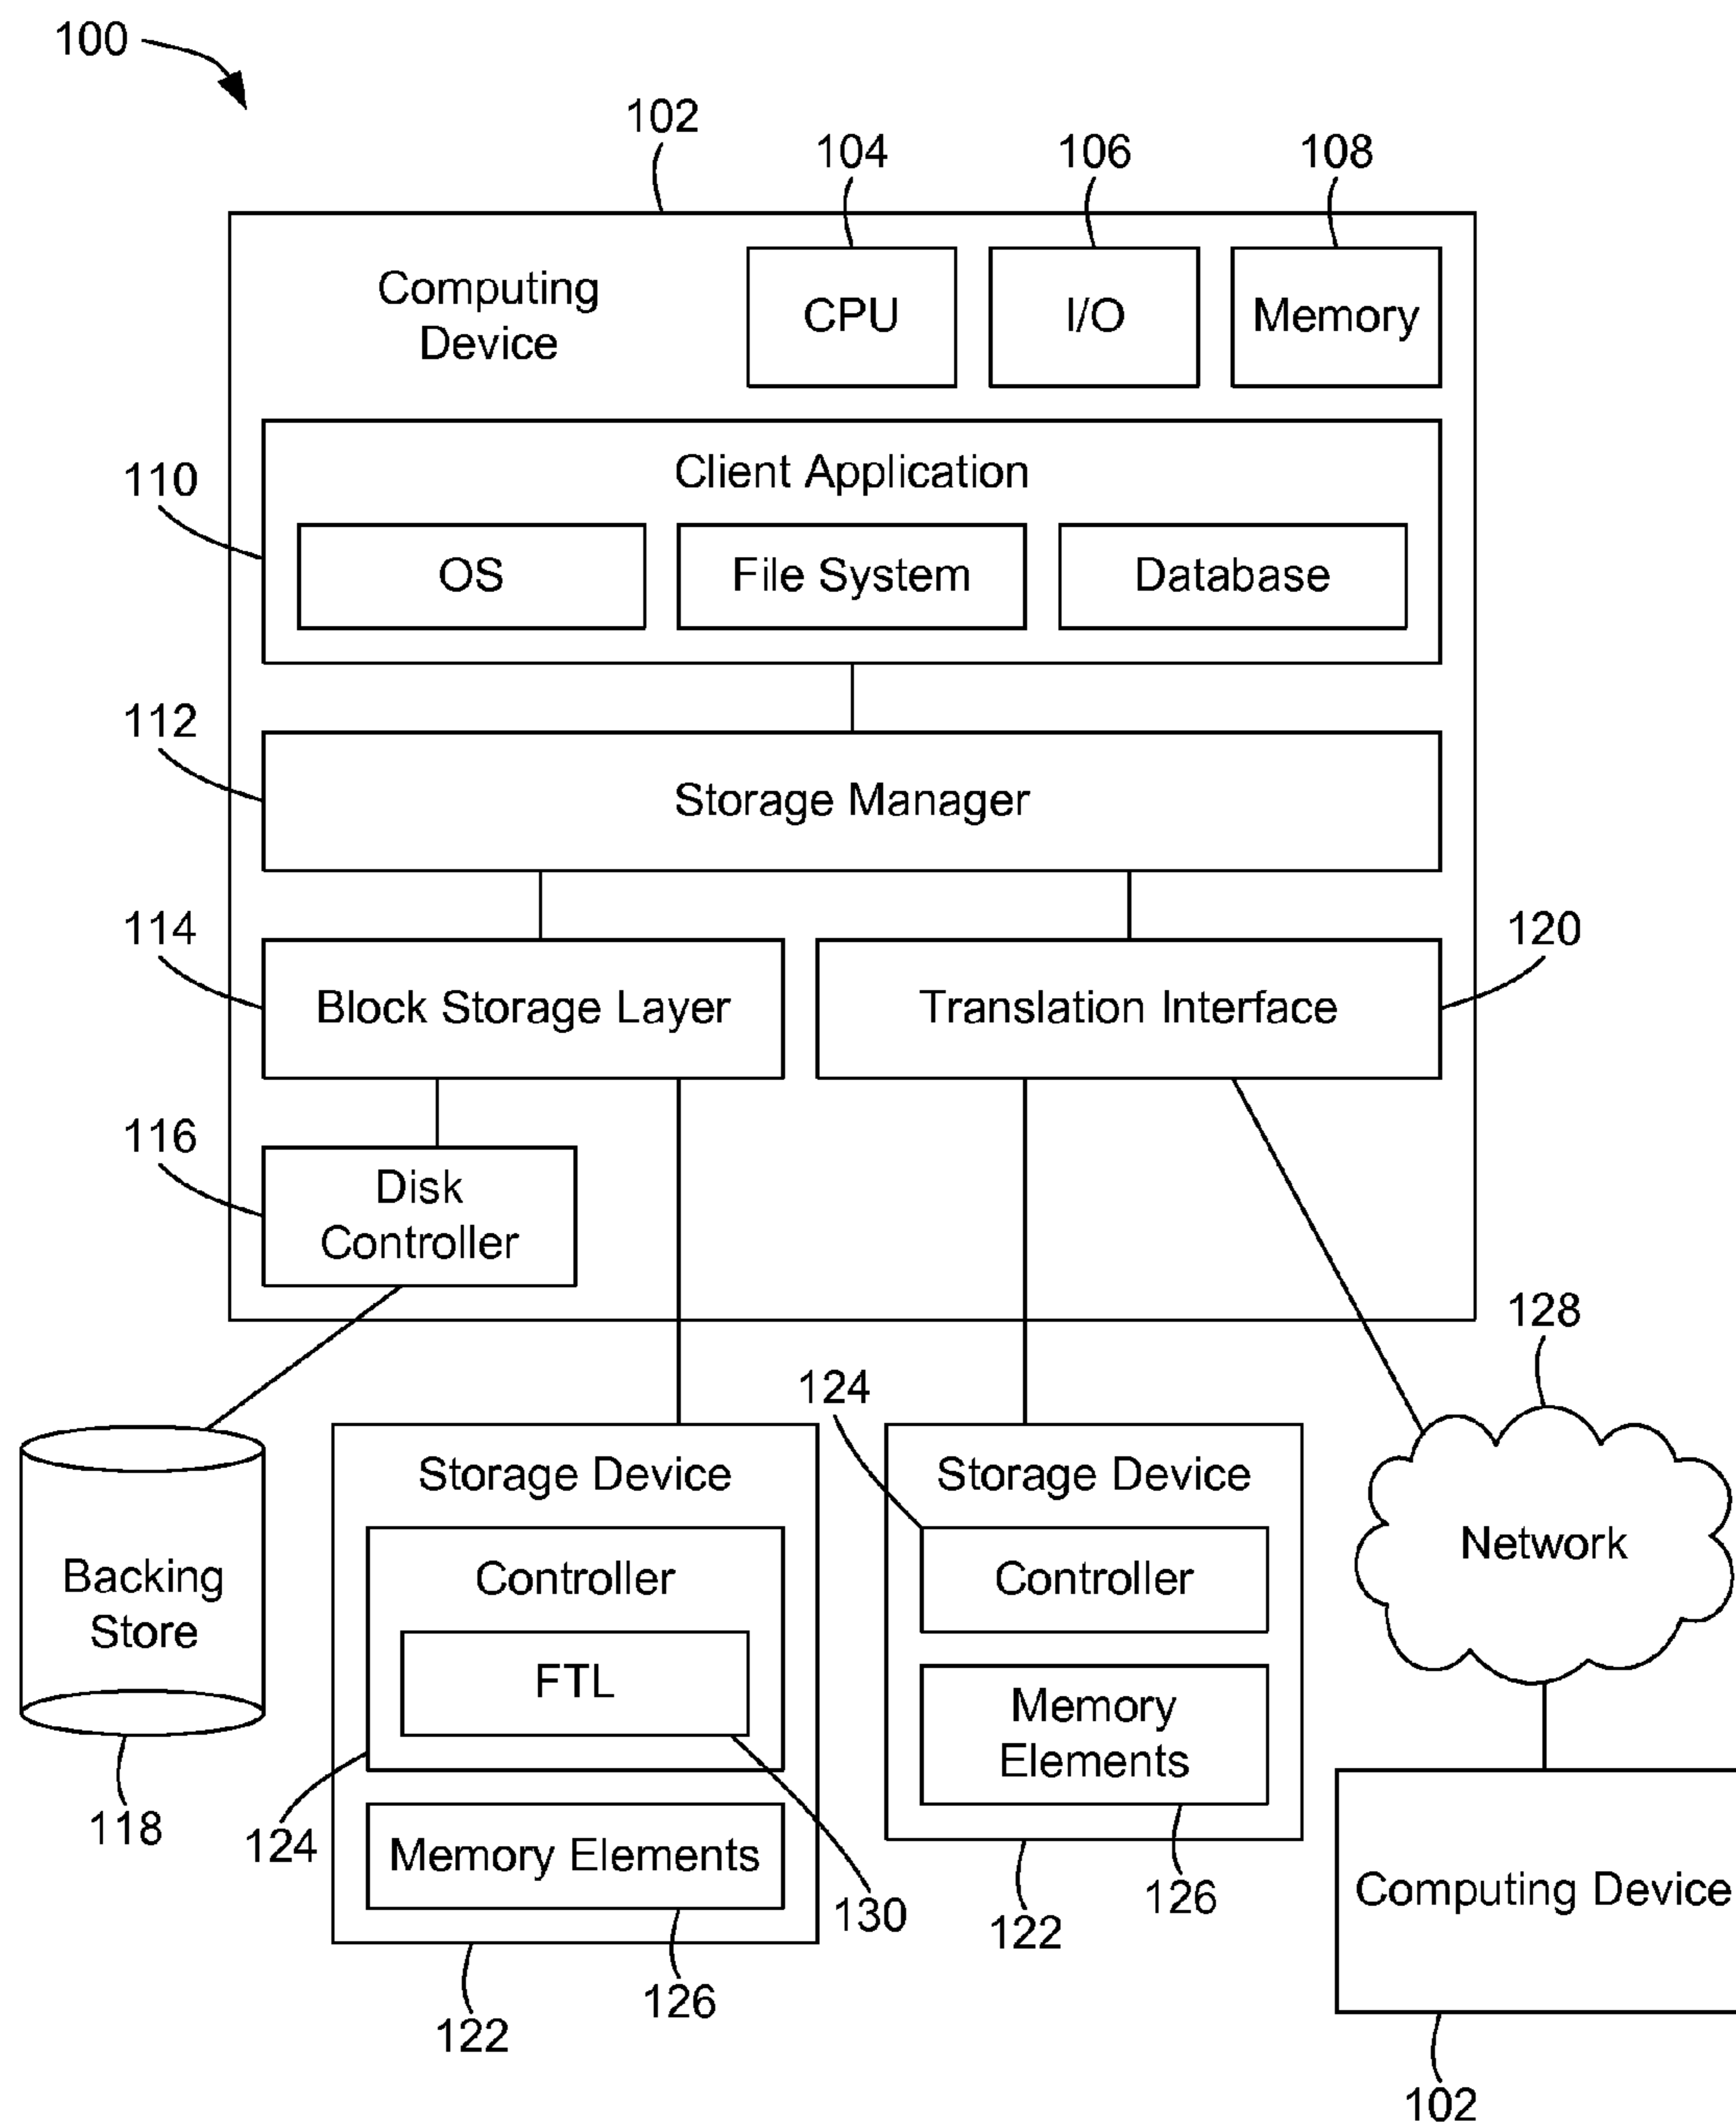 100
102
104
106
108
Computing
Device
CPU
I/O
Memory
110
Client Application
OS
File System
Database
112
Storage Manager
114
120
Block Storage Layer
Translation Interface
116
Disk
Controller
128
124
Storage Device
Storage Device
Network
Backing
Store
Controller
Controller
FTL
Memory
Elements
118
124
Memory Elements
130
126
122
Computing Device
126
122
102